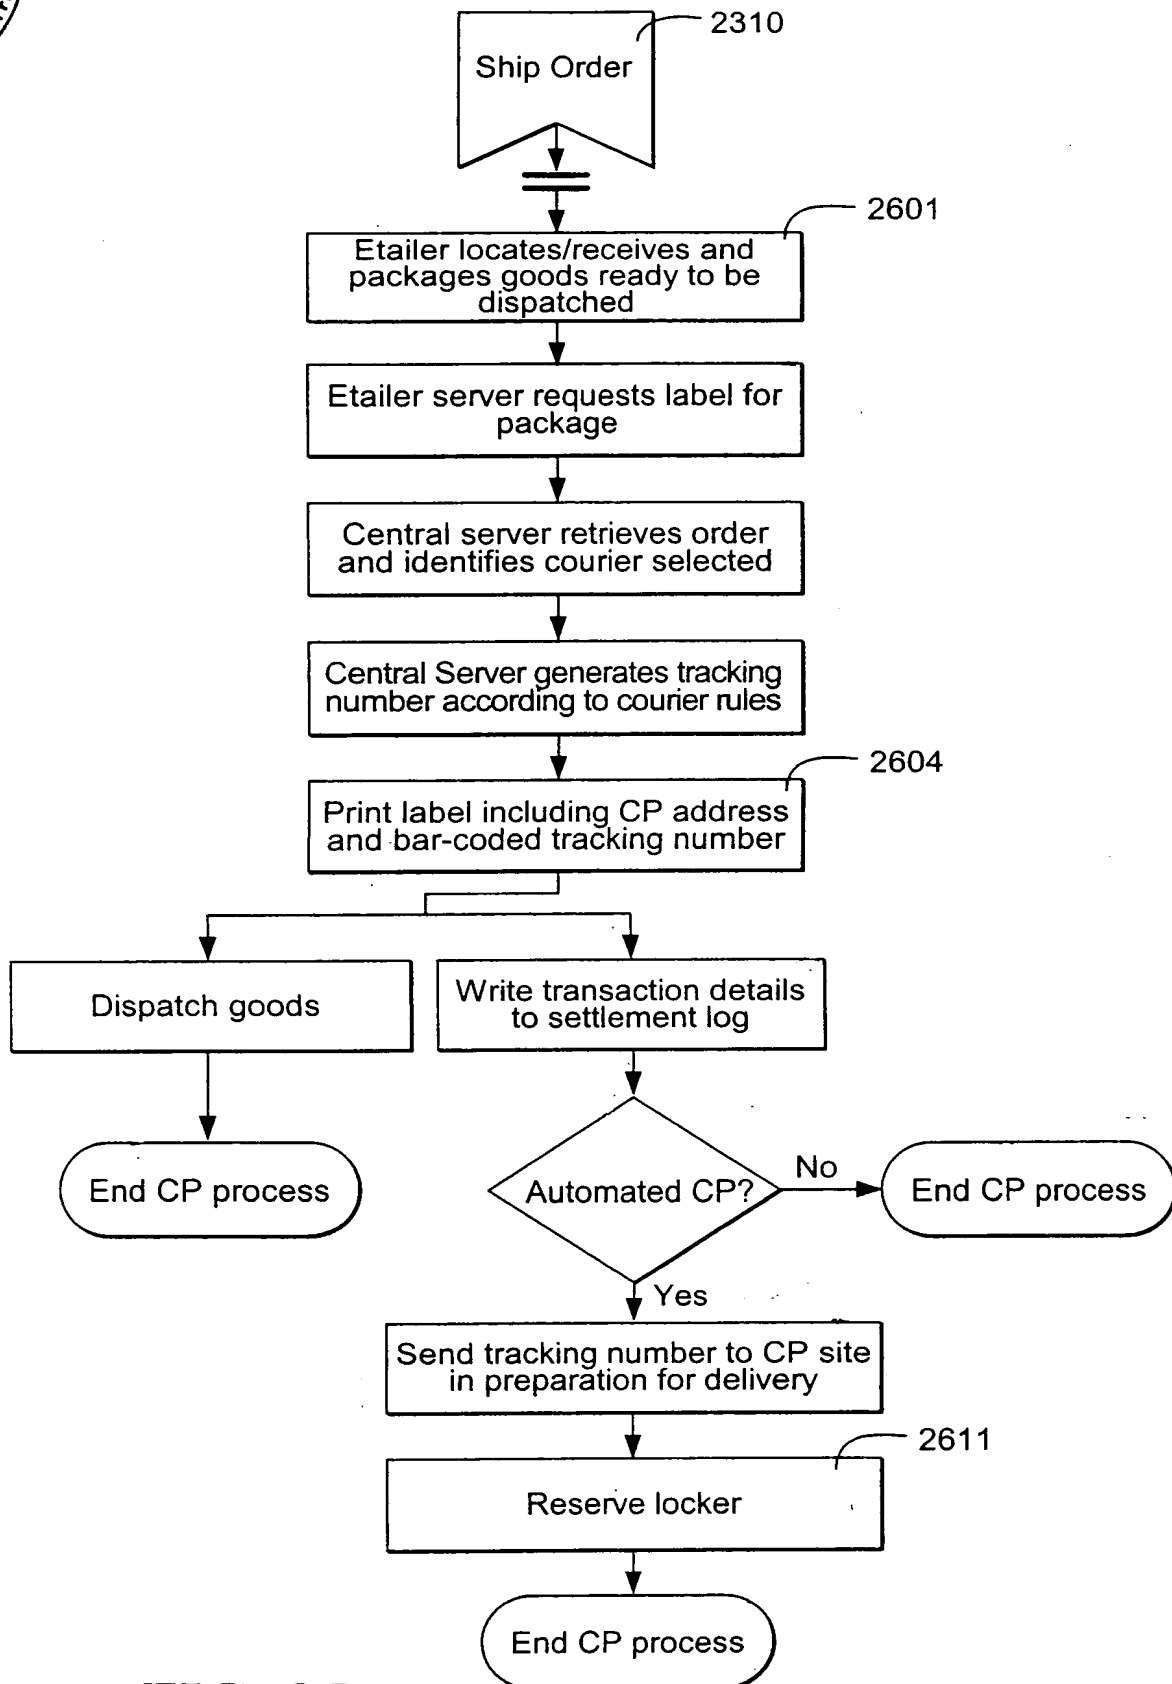 2310
Ship Order
2601
Etailer locates/receives and
packages goods ready to be
dispatched
Etailer server requests label for
package
Central server retrieves order
and identifies courier selected
Central Server generates tracking
number according to courier rules
2604
Print label including CP address
and bar-coded tracking number
Dispatch goods
Write transaction details
to settlement log
End CP process
Automated CP?
No
End CP process
Yes
Send tracking number to CP site
in preparation for delivery
2611
Reserve locker
End CP process